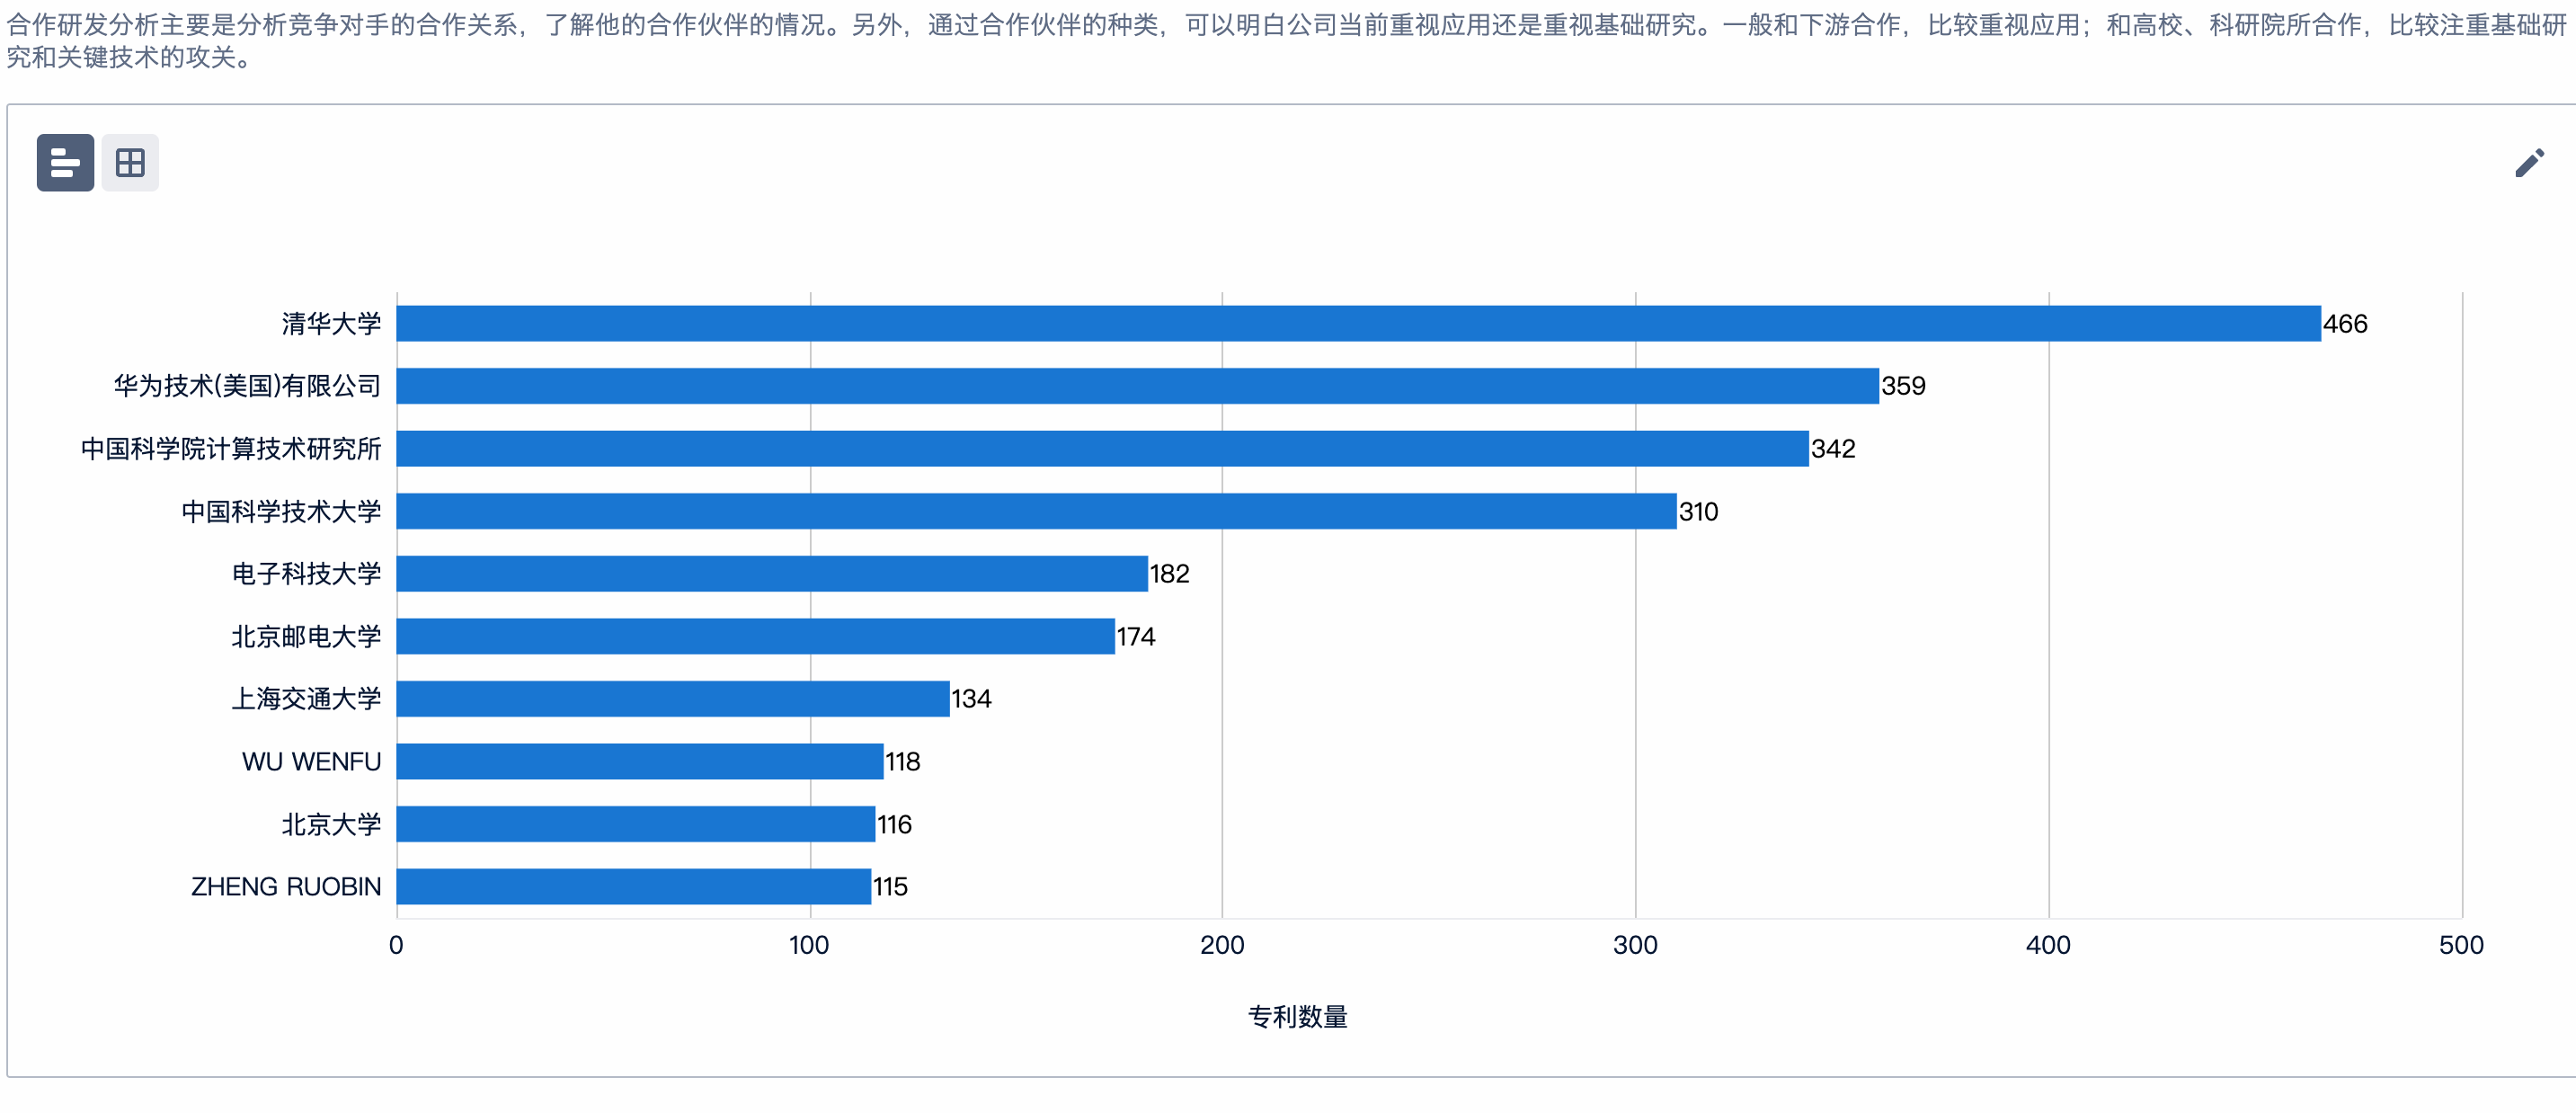 合作研发分析主要是分析竞争对手的合作关系，了解他的合作伙伴的情况。另外，通过合作伙伴的种类，可以明白公司当前重视应用还是重视基础研究。一般和下游合作，比较重视应用；和高校、科研院所合作，比较注重基础研
究和关键技术的攻关。
清华大学 466
华为技术(美国)有限公司 359
中国科学院计算技术研究所 342
中国科学技术大学 310
电子科技大学 182
北京邮电大学 174
上海交通大学 134
WU WENFU 118
北京大学 116
ZHENG RUOBIN 115
0 100 200 300 400 500
专利数量